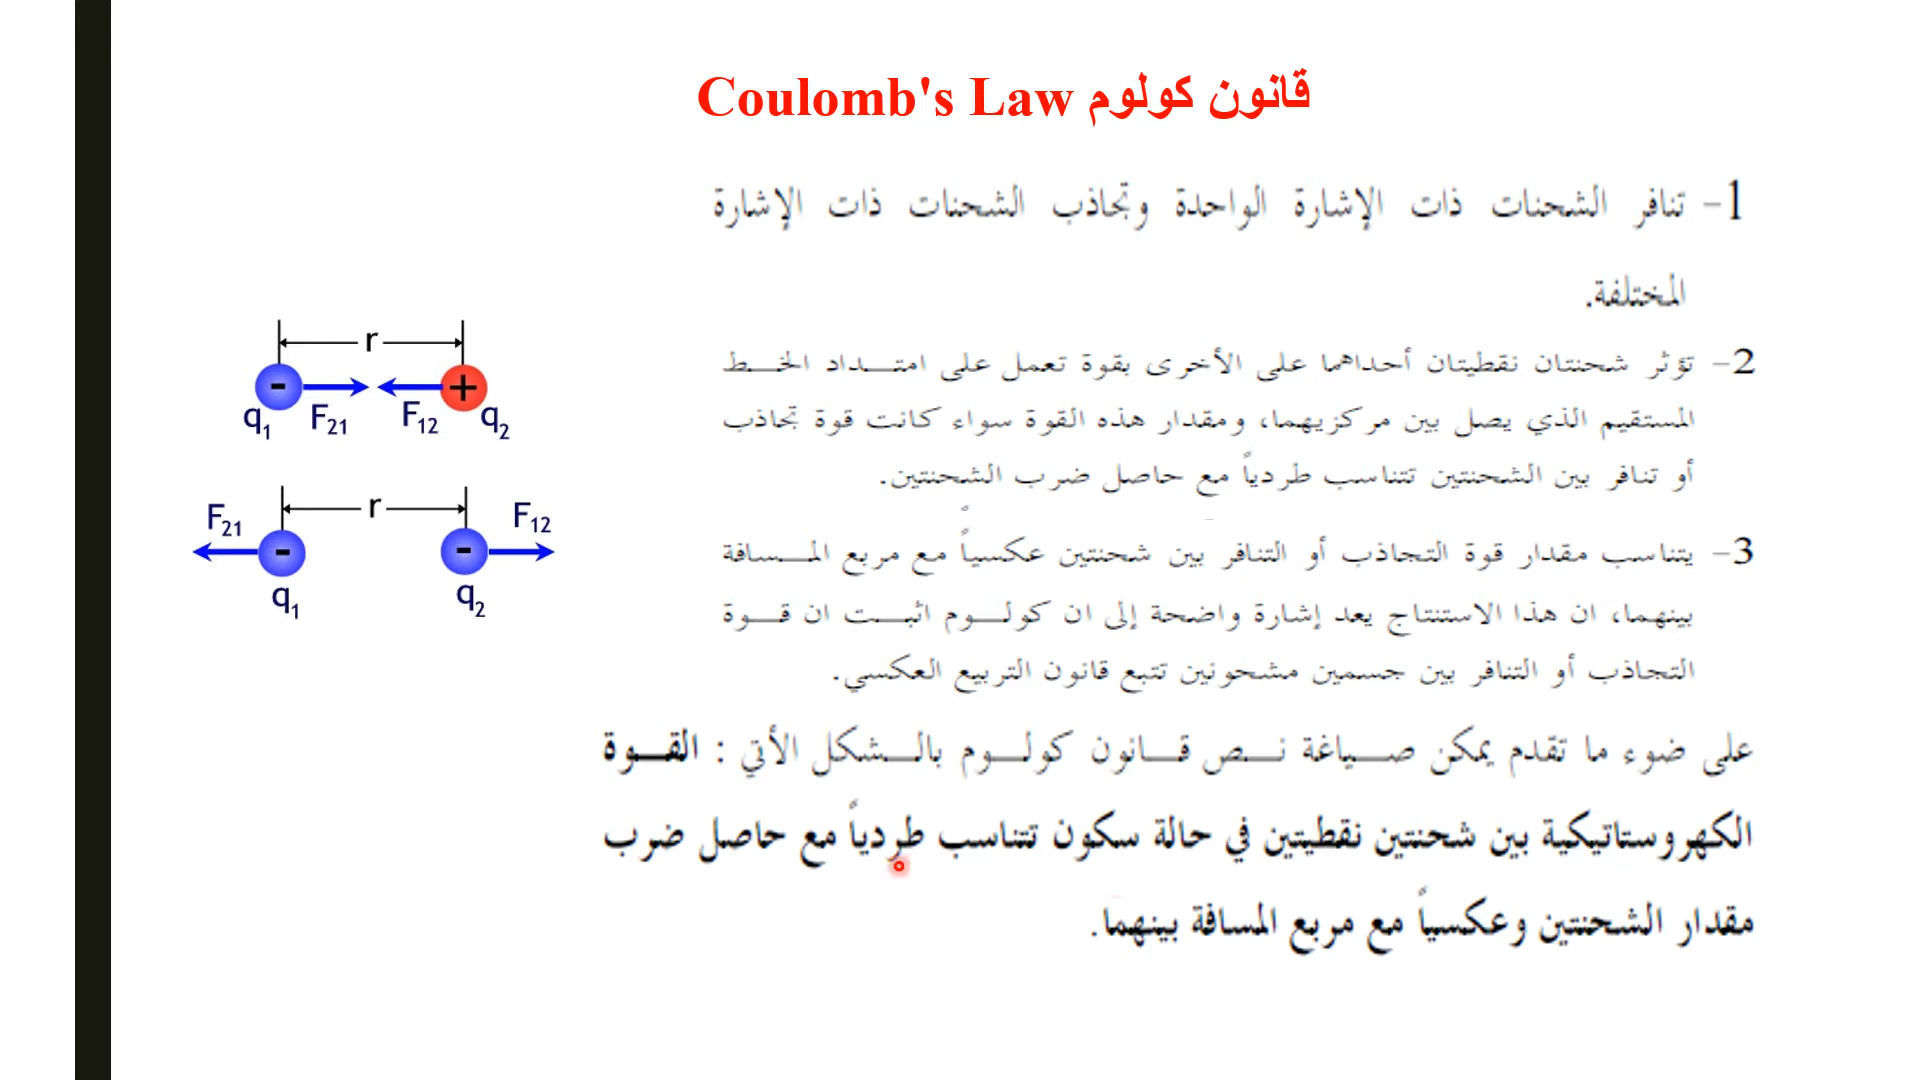 قانون كولوم Coulomb's Law
1- تنافر الشحنات ذات الإشارة الواحدة وتجاذب الشحنات ذات الإشارة
المختلفة.
2- تؤثر شحنتان نقطيتان أحداهما على الأخرى بقوة تعمل على امتداد الخط
المستقيم الذي يصل بين مركزيهما، ومقدار هذه القوة سواء كانت قوة تجاذب
أو تنافر بين الشحنتين تتناسب طردياً مع حاصل ضرب الشحنتين.
3- يتناسب مقدار قوة التجاذب أو التنافر بين شحنتين عكسياً مع مربع المسافة
بينهما، ان هذا الاستنتاج يعد إشارة واضحة إلى ان كولوم اثبت ان قوة
التجاذب أو التنافر بين جسمين مشحونين تتبع قانون التربيع العكسي.
على ضوء ما تقدم يمكن صياغة نص قانون كولوم بالشكل الأتي : القوة
الكهروستاتيكية بين شحنتين نقطيتين في حالة سكون تتناسب طردياً مع حاصل ضرب
مقدار الشحنتين وعكسياً مع مربع المسافة بينهما.
r
- +
q1 F21 F12 q2
r
F21 F12
- -
q1 q2